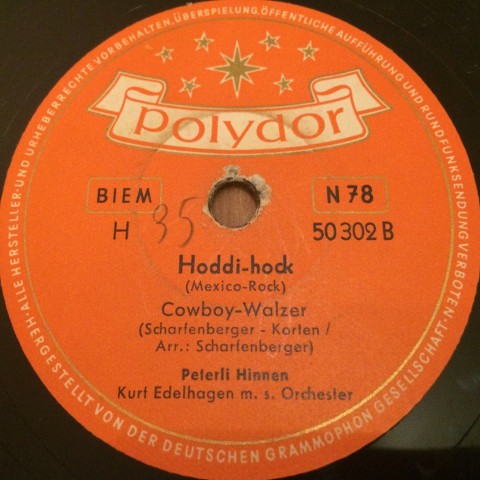 ALLE HERSTELLER- UND URHEBERRECHTE VORBEHALTEN. ÜBERSPIELUNG, ÖFFENTLICHE AUFFÜHRUNG UND RUNDFUNKSENDUNG VERBOTEN
polydor
BIEM N 78
H 35 50 302 B
Hoddi-hock
(Mexico-Rock)
Cowboy-Walzer
(Scharfenberger - Korten /
Arr.: Scharfenberger)
Peterli Hinnen
Kurt Edelhagen m. s. Orchester
HERGESTELLT VON DER DEUTSCHEN GRAMMOPHON GESELLSCHAFT